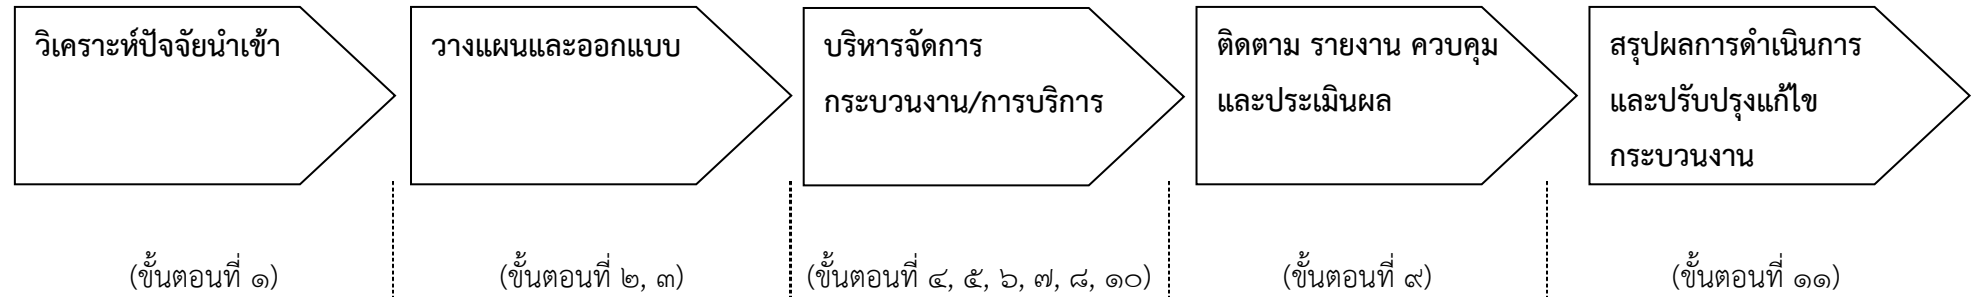 วิเคราะห์ปัจจัยนำเข้า
วางแผนและออกแบบ
บริหารจัดการ
กระบวนงาน/การบริการ
ติดตาม รายงาน ควบคุม
และประเมินผล
สรุปผลการดำเนินการ
และปรับปรุงแก้ไข
กระบวนงาน
(ขั้นตอนที่ ๑)
(ขั้นตอนที่ ๒, ๓)
(ขั้นตอนที่ ๔, ๕, ๖, ๗, ๘, ๑๐)
(ขั้นตอนที่ ๙)
(ขั้นตอนที่ ๑๑)